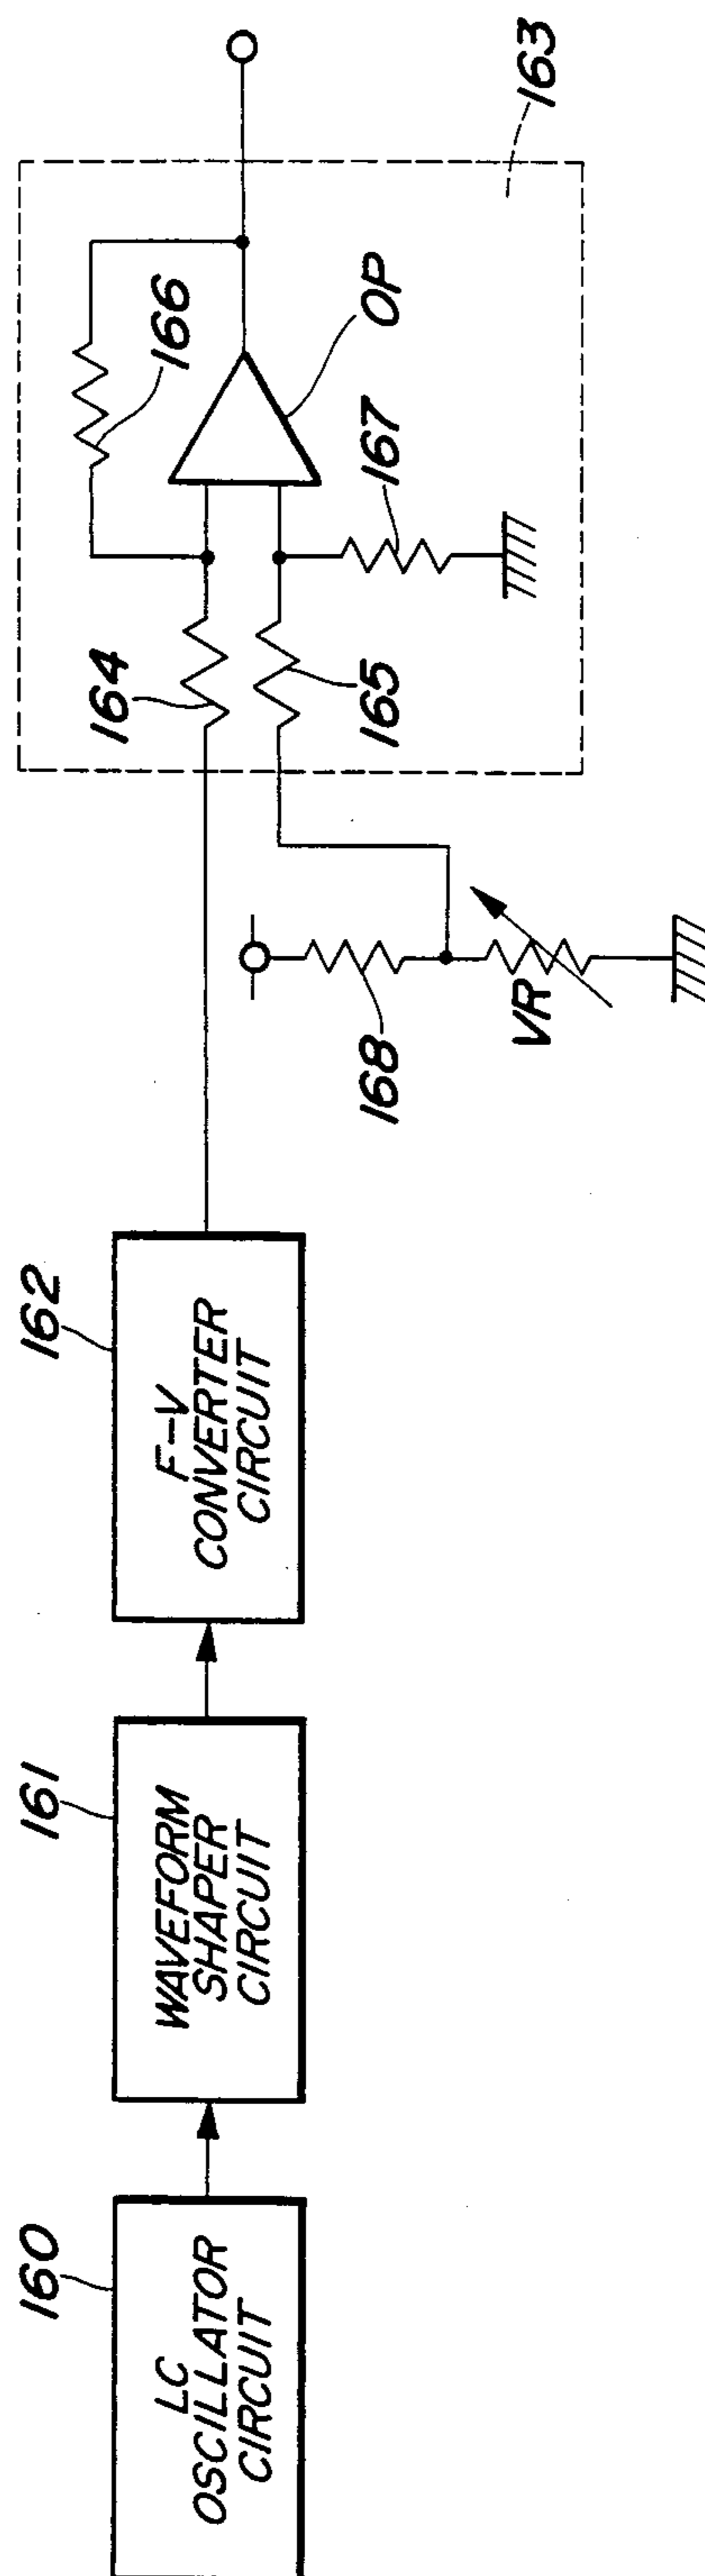 160
LC
OSCILLATOR
CIRCUIT
161
WAVEFORM
SHAPER
CIRCUIT
162
F-V
CONVERTER
CIRCUIT
168
VR
164
165
166
167
OP
163